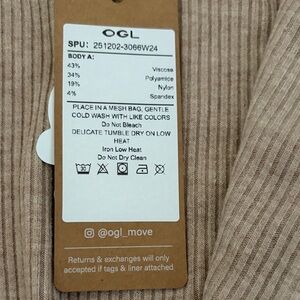 OGL
SPU: 251202-3066W24
BODY A:
43% Viscose
34% Polyamide
19% Nylon
4% Spandex
PLACE IN A MESH BAG, GENTLE
COLD WASH WITH LIKE COLORS
Do Not Bleach
DELICATE TUMBLE DRY ON LOW
HEAT
Iron Low Heat
Do Not Dry Clean
@ogl_move
Returns & exchanges will only
accepted if tags & liner attached